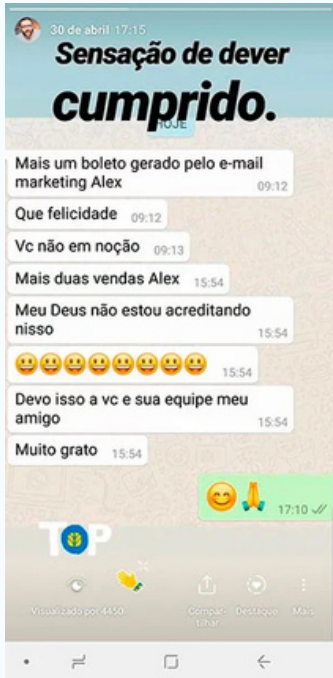 30 de abril 17:15
Sensação de dever
cumprido.
HOJE
Mais um boleto gerado pelo e-mail
marketing Alex
09:12
Que felicidade 09:12
Vc não em noção 09:13
Mais duas vendas Alex 15:54
Meu Deus não estou acreditando
nisso
15:54
😃😃😃😃😃😃😃😃 15:54
Devo isso a vc e sua equipe meu
amigo
15:54
Muito grato 15:54
😊🙏 17:10
TOP
Visualizado por 4450
Compar-
tilhar
Destaque
Mais